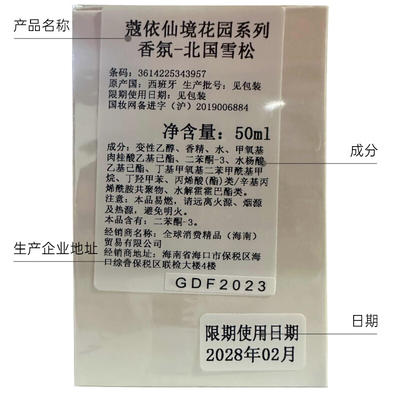 产品名称
蔻依仙境花园系列
香氛-北国雪松
条码：3614225343957
原产国：西班牙 生产批号：见包装
限期使用日期：见包装
国妆网备进字（沪）2019006884
净含量：50ml
成分：变性乙醇、香精、水、甲氧基
肉桂酸乙基己酯、二苯酮-3、水杨酸
乙基己酯、丁基甲氧基二苯甲酰基甲
烷、丁羟甲苯、丙烯酸(酯)类/辛基丙
烯酰胺共聚物、水解霍霍巴酯类。
注意：本品易燃，请远离火源、烟源
及热源，避免明火。
本品含有：二苯酮-3。
经销商名称：全球消费精品（海南）
贸易有限公司
经销商地址：海南省海口市保税区海
口综合保税区联检大楼4楼
GDF2023
成分
生产企业地址
日期
限期使用日期
2028年02月